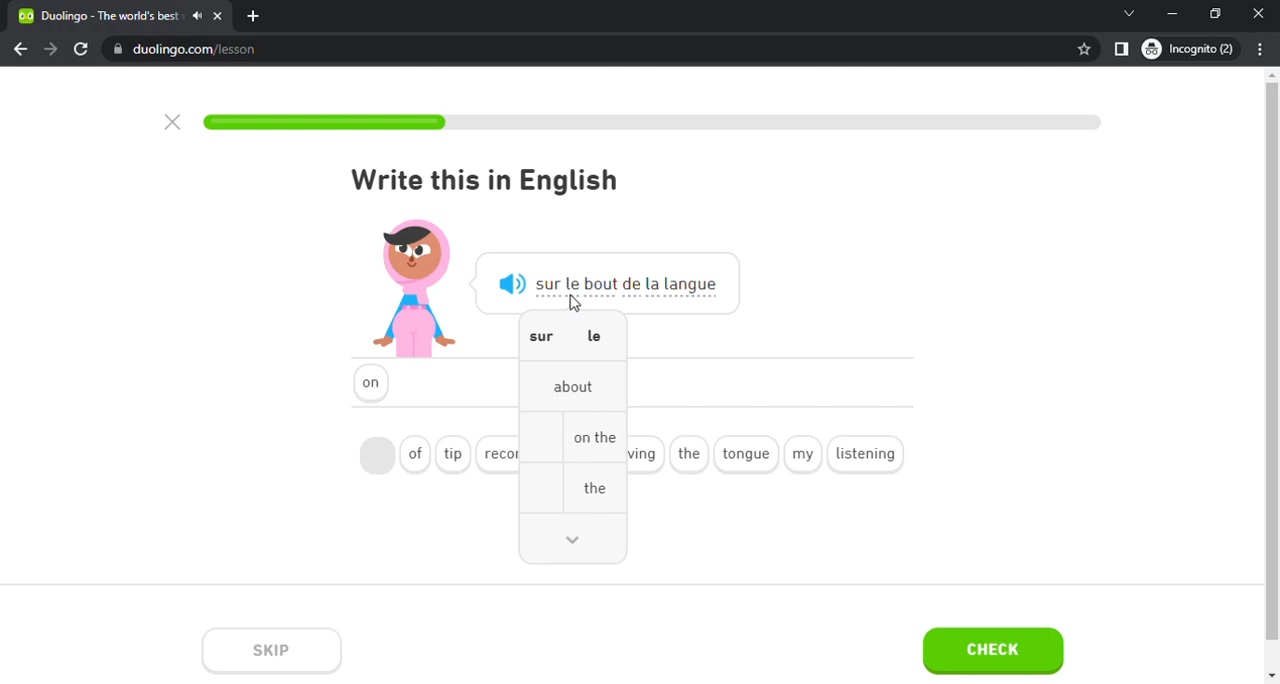 Duolingo - The world's best
duolingo.com/lesson
Incognito (2)
Write this in English
sur le bout de la langue
sur le
about
on the
the
on
of tip the tongue my listening
SKIP
CHECK